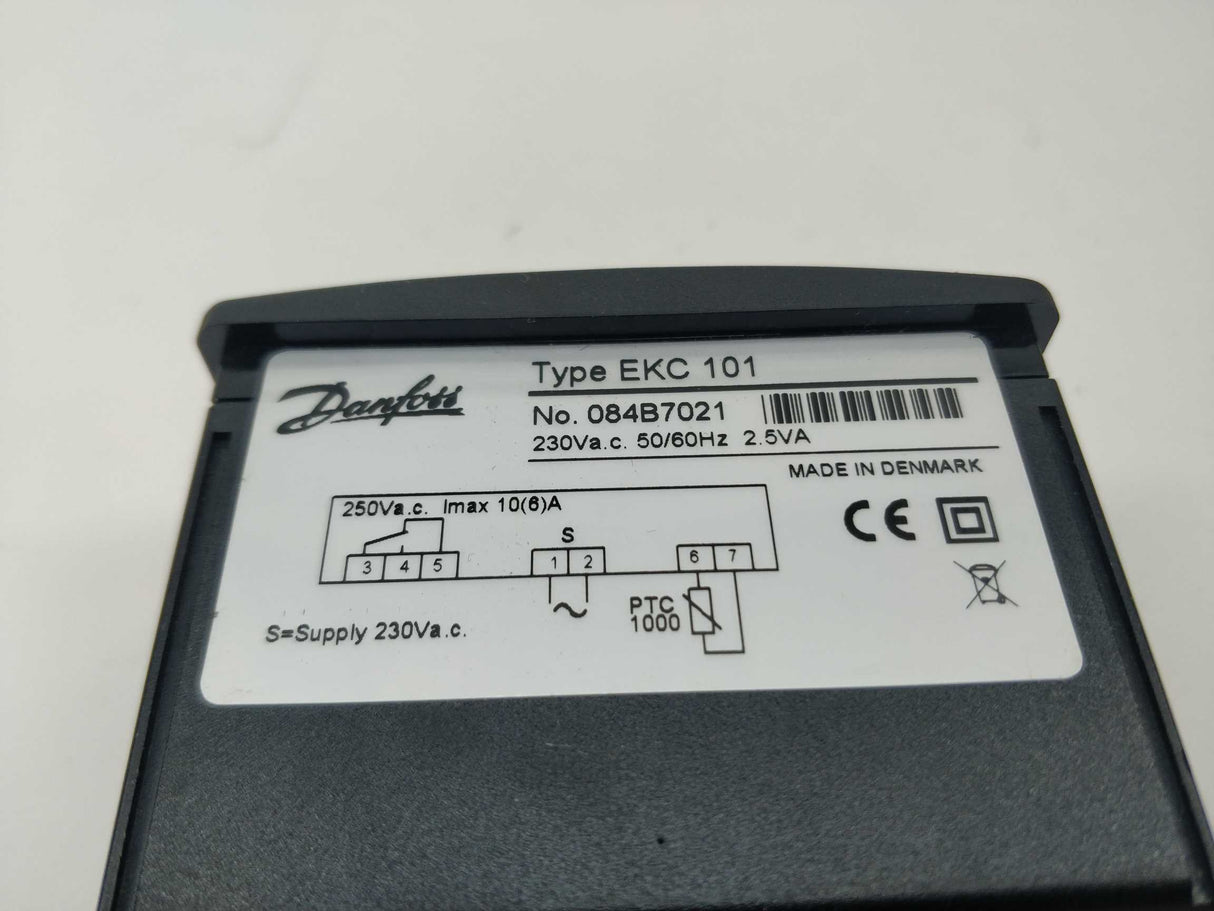 Danfoss
Type EKC 101
No. 084B7021
230Va.c. 50/60Hz 2.5VA
MADE IN DENMARK
250Va.c. Imax 10(6)A
S
3 4 5
1 2
6 7
PTC
1000
S=Supply 230Va.c.
CE